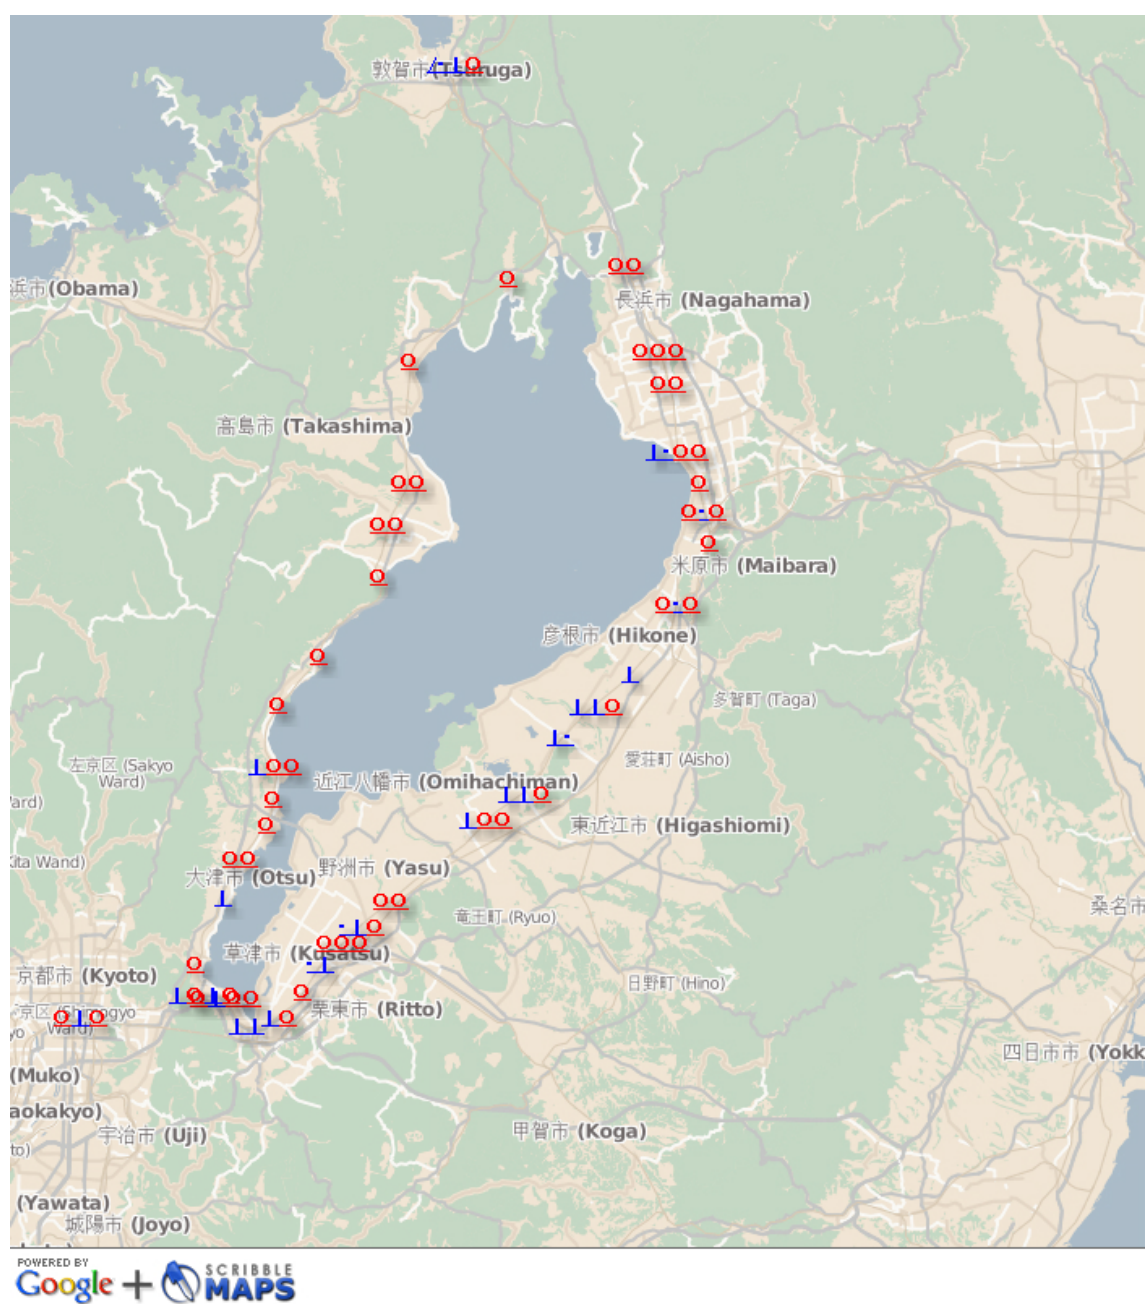 敦賀市(Tsuruga)
浜市(Obama)
長浜市 (Nagahama)
高島市 (Takashima)
米原市 (Maibara)
彦根市 (Hikone)
多賀町 (Taga)
愛荘町 (Aisho)
左京区 (Sakyo
Ward)
近江八幡市 (Omihachiman)
東近江市 (Higashiomi)
野洲市 (Yasu)
大津市 (Otsu)
竜王町 (Ryuo)
桑名市
草津市 (Kusatsu)
京都市 (Kyoto)
日野町 (Hino)
栗東市 (Ritto)
四日市市 (Yokk
(Muko)
aokakyo)
宇治市 (Uji)
甲賀市 (Koga)
(Yawata)
城陽市 (Joyo)
POWERED BY
Google + SCRIBBLE
MAPS